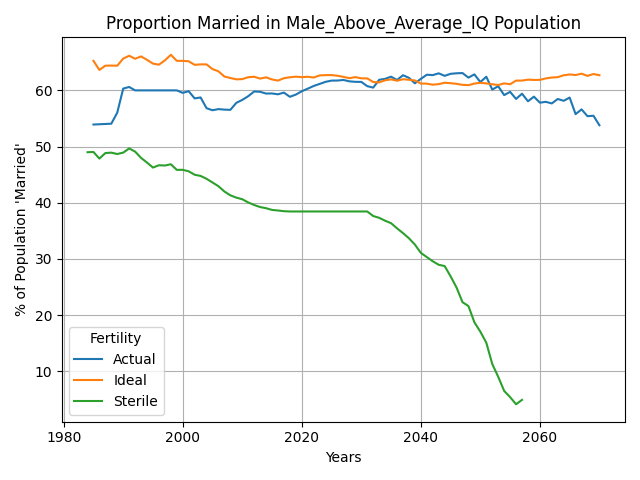 Proportion Married in Male_Above_Average_IQ Population
% of Population 'Married'
60
50
40
30
20
10
Fertility
Actual
Ideal
Sterile
1980
2000
2020
2040
2060
Years